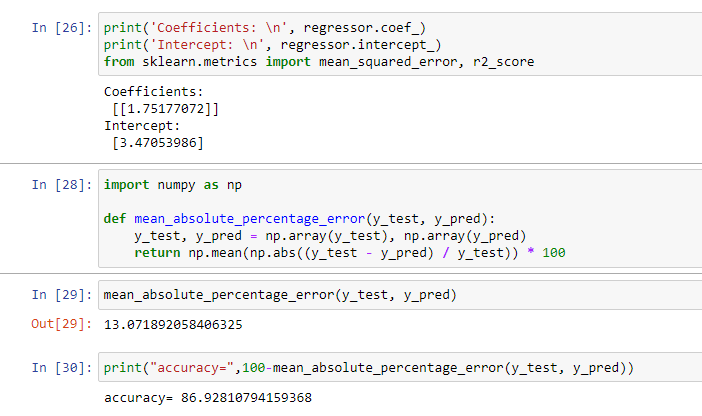 In [26]: print('Coefficients: \n', regressor.coef_)
print('Intercept: \n', regressor.intercept_)
from sklearn.metrics import mean_squared_error, r2_score
Coefficients:
[[1.75177072]]
Intercept:
[3.47053986]
In [28]: import numpy as np
def mean_absolute_percentage_error(y_test, y_pred):
y_test, y_pred = np.array(y_test), np.array(y_pred)
return np.mean(np.abs((y_test - y_pred) / y_test)) * 100
In [29]: mean_absolute_percentage_error(y_test, y_pred)
Out[29]: 13.071892058406325
In [30]: print("accuracy=",100-mean_absolute_percentage_error(y_test, y_pred))
accuracy= 86.92810794159368